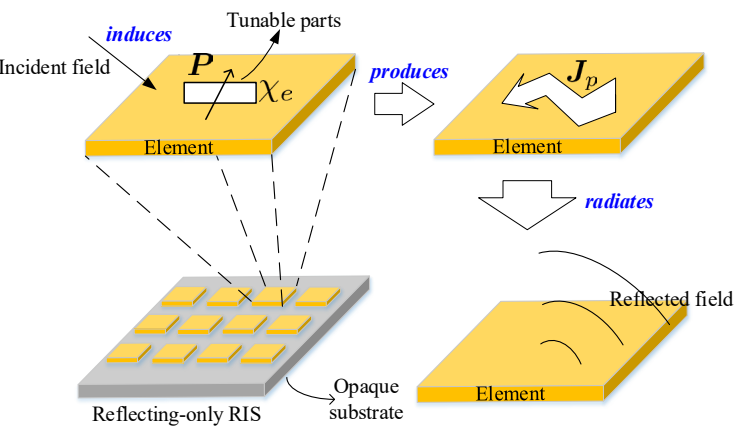 Tunable parts
induces
Incident field
P
χe
produces
Jp
Element
Element
radiates
Reflected field
Element
Opaque
substrate
Reflecting-only RIS